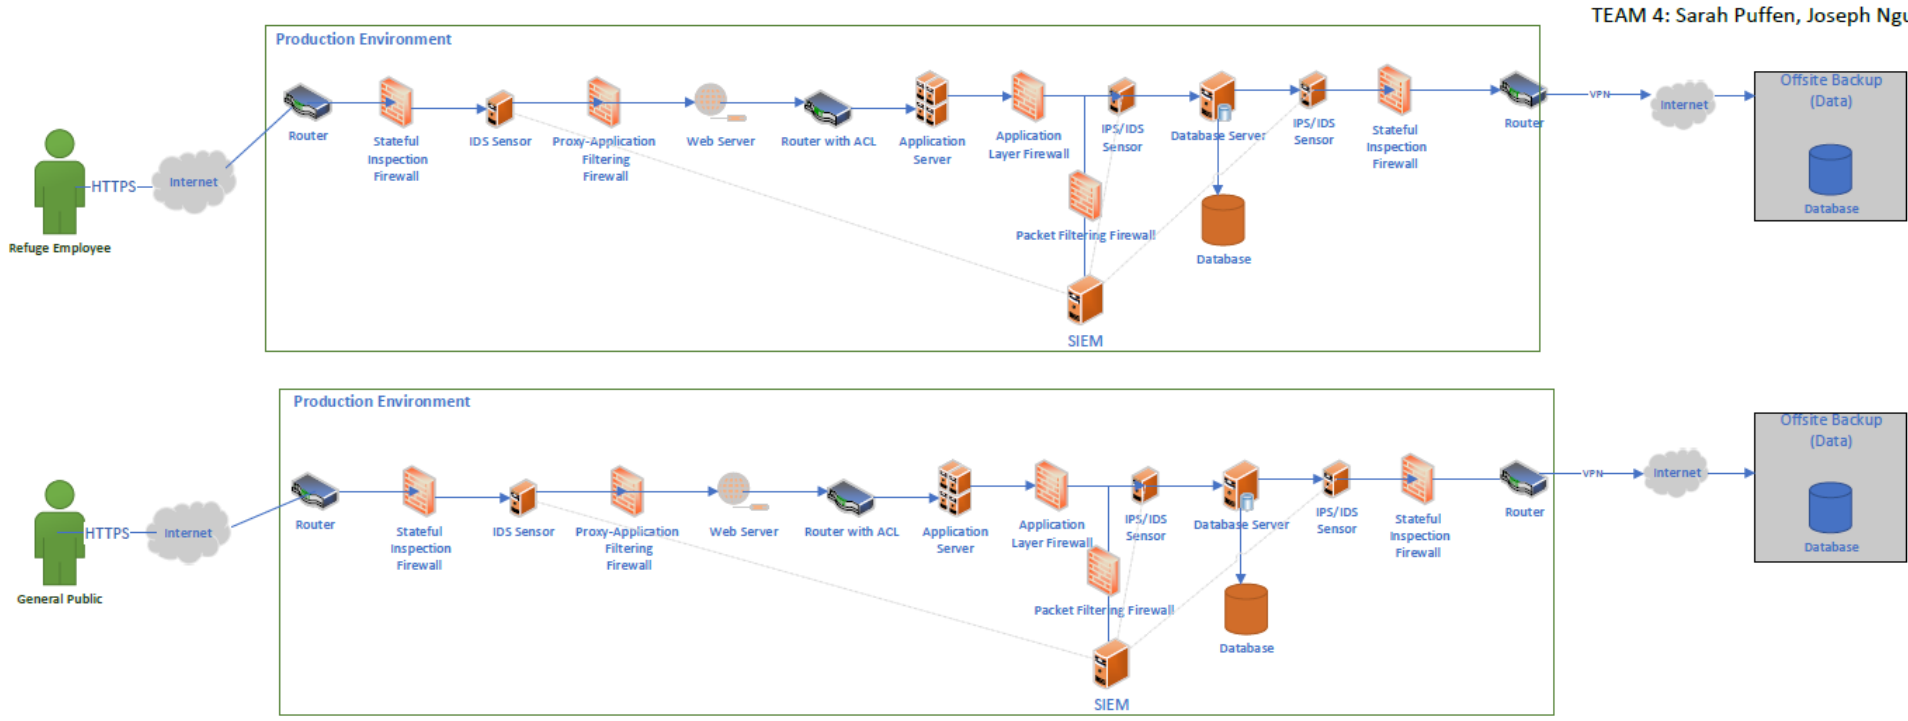 TEAM 4: Sarah Puffen, Joseph
Production Environment
Router
Stateful
Inspection
Firewall
IDS Sensor
Proxy-Application
Filtering
Firewall
Web Server
Router with ACL
Application
Server
Application
Layer Firewall
IPS/IDS
Sensor
Database Server
IPS/IDS
Sensor
Stateful
Inspection
Firewall
Router
VPN
Internet
Offsite Backup
(Data)
Database
HTTPS
Internet
Refuge Employee
Packet Filtering Firewall
Database
SIEM
Production Environment
Router
Stateful
Inspection
Firewall
IDS Sensor
Proxy-Application
Filtering
Firewall
Web Server
Router with ACL
Application
Server
Application
Layer Firewall
IPS/IDS
Sensor
Database Server
IPS/IDS
Sensor
Stateful
Inspection
Firewall
Router
VPN
Internet
Offsite Backup
(Data)
Database
HTTPS
Internet
General Public
Packet Filtering Firewall
Database
SIEM